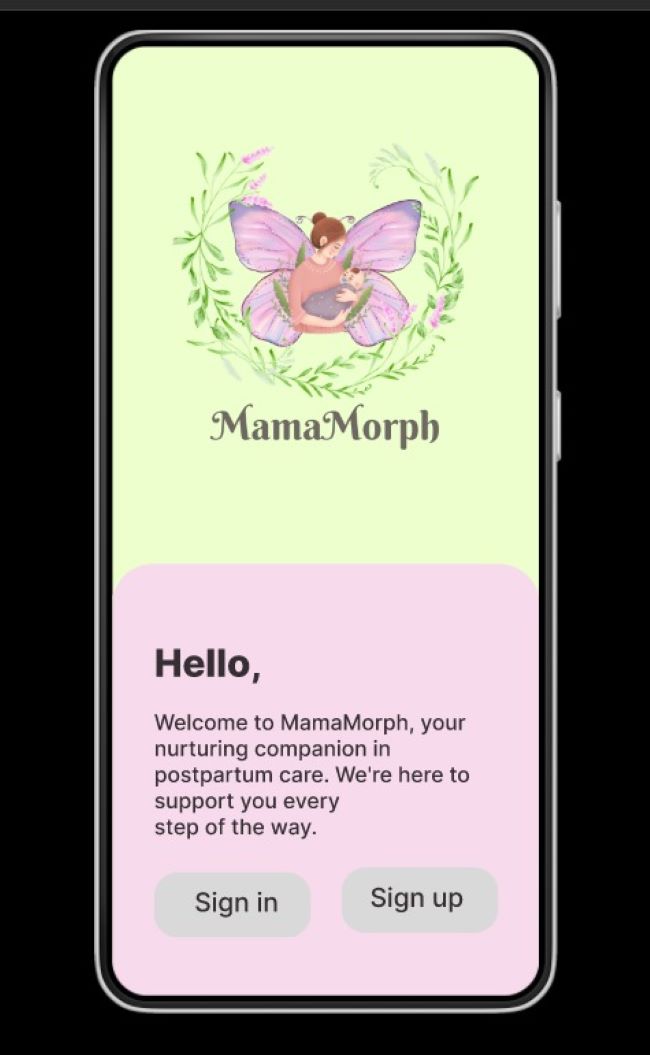 MamaMorph
Hello,
Welcome to MamaMorph, your
nurturing companion in
postpartum care. We're here to
support you every
step of the way.
Sign in
Sign up